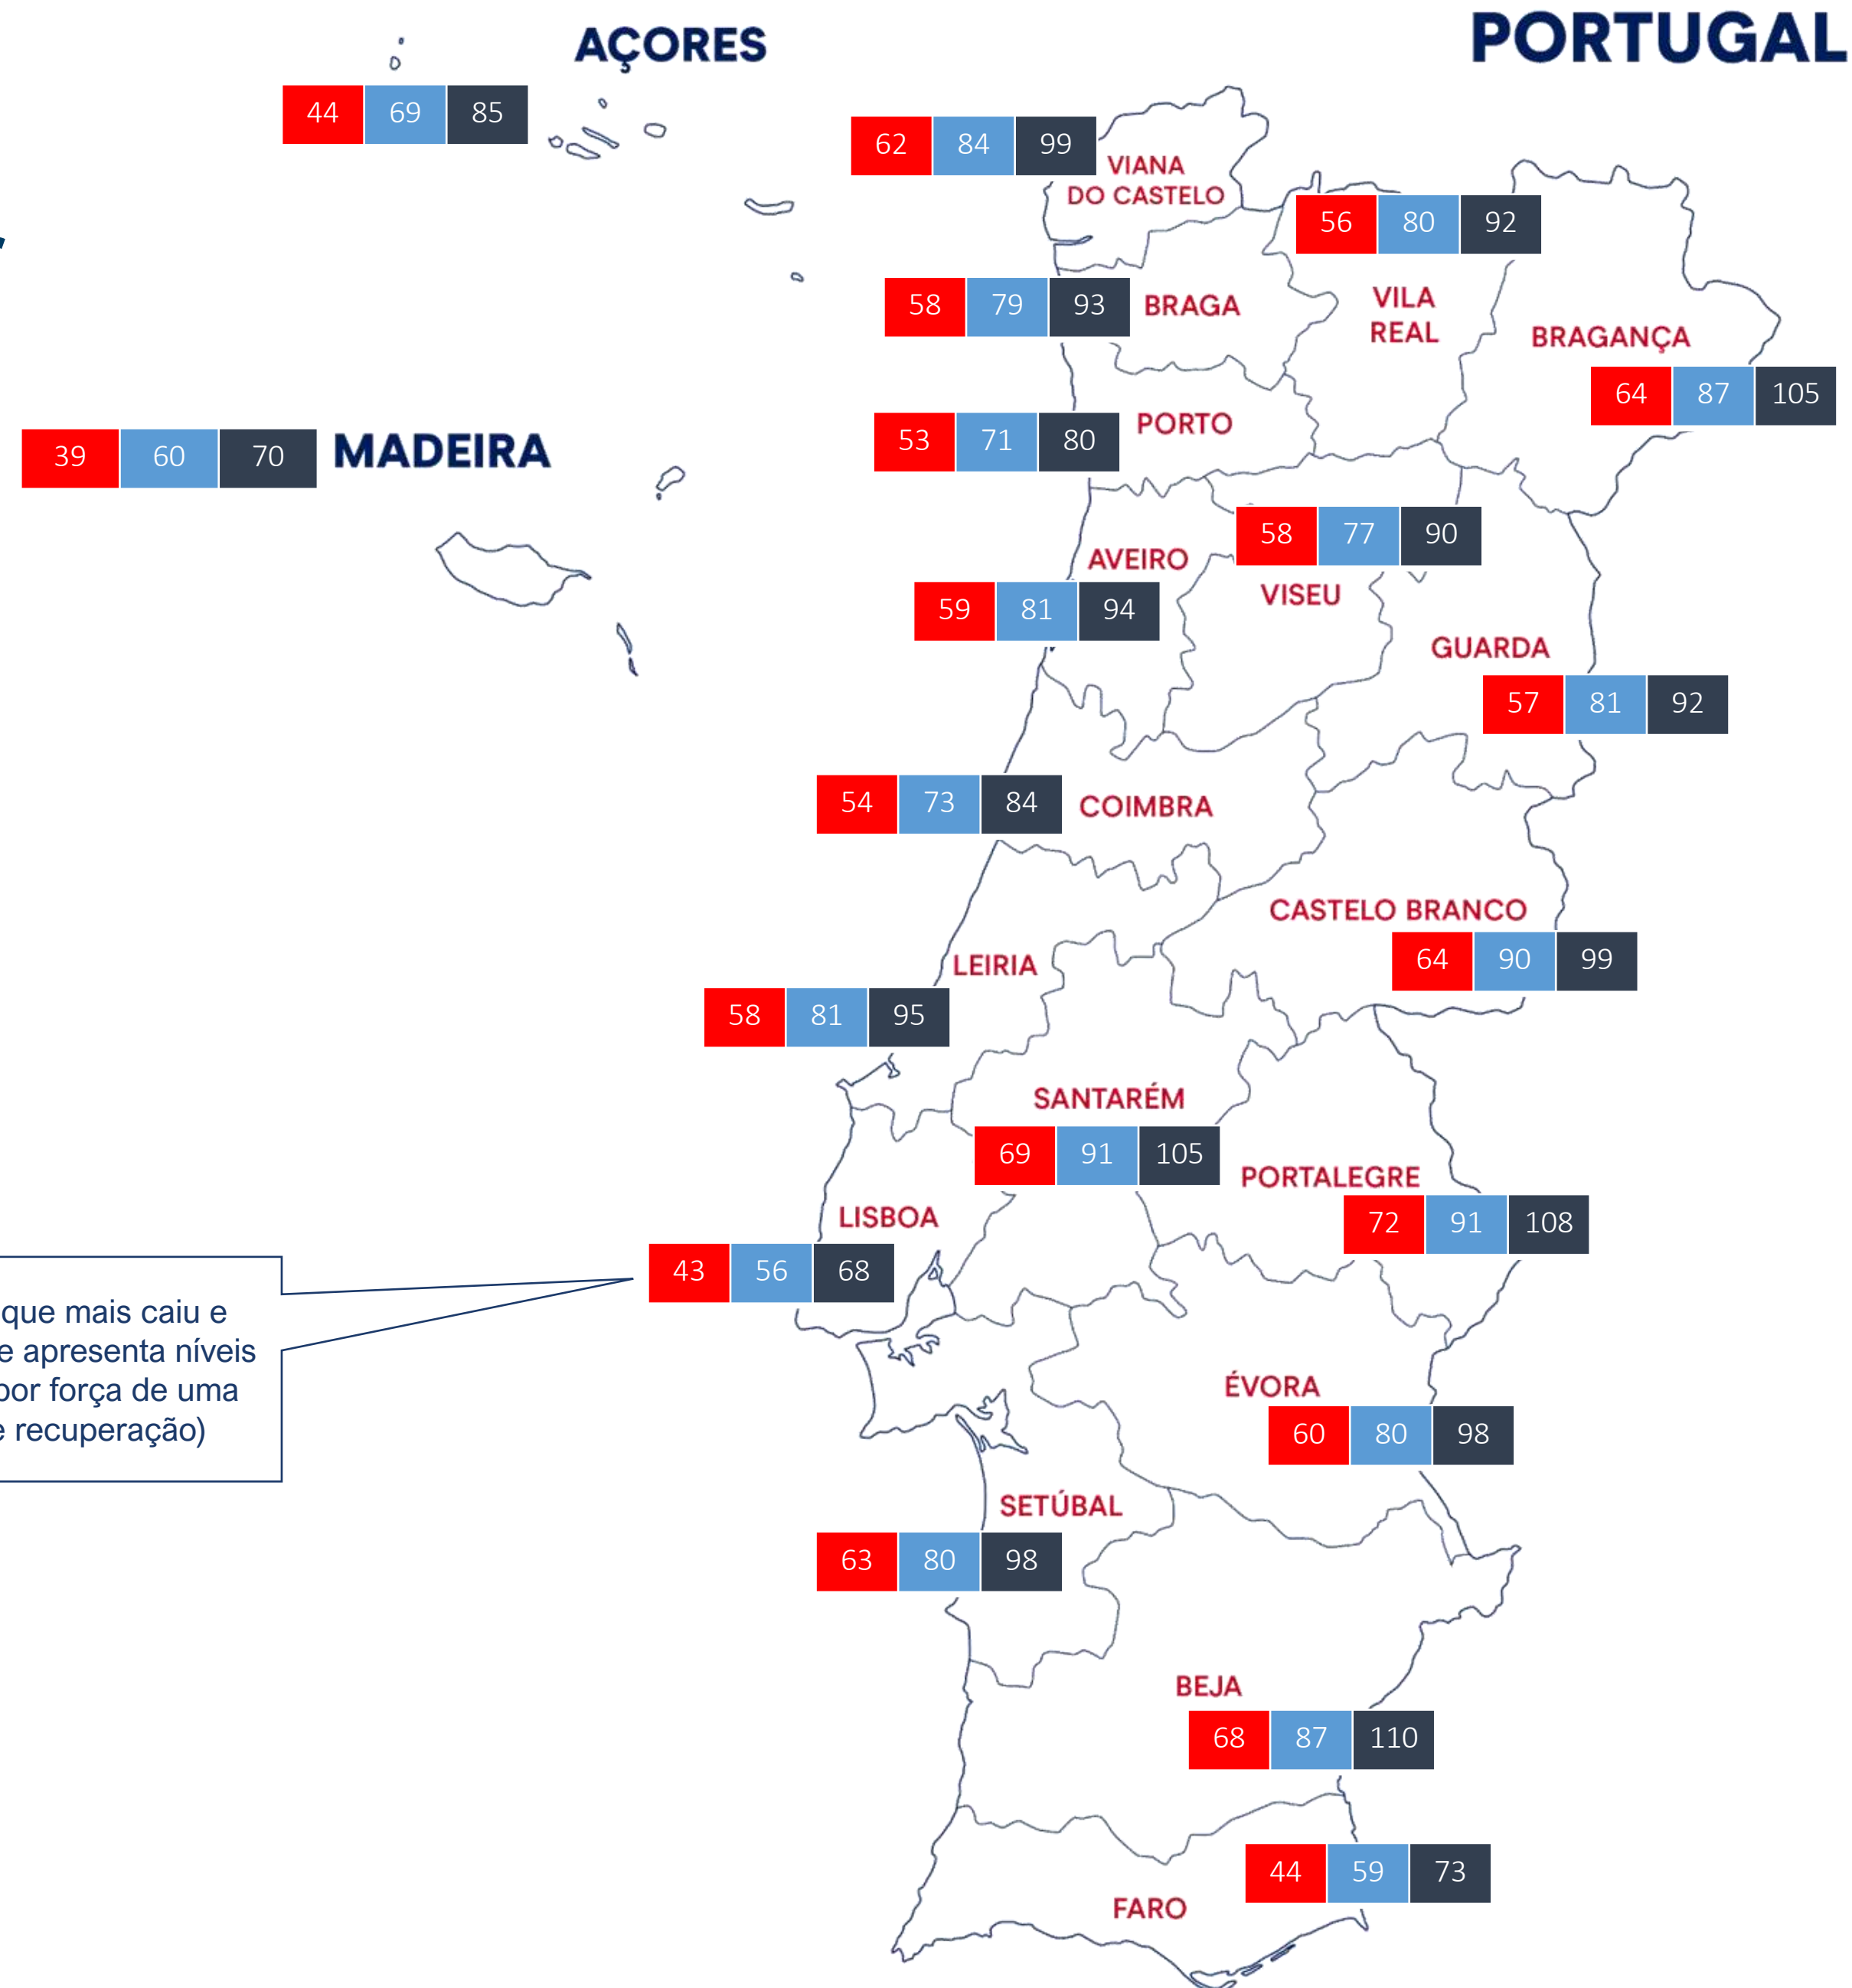 AÇORES
PORTUGAL
44 69 85
62 84 99
VIANA
DO CASTELO
56 80 92
58 79 93
BRAGA
VILA
REAL
BRAGANÇA
64 87 105
53 71 80
PORTO
39 60 70
MADEIRA
58 77 90
AVEIRO
VISEU
59 81 94
GUARDA
57 81 92
54 73 84
COIMBRA
CASTELO BRANCO
64 90 99
LEIRIA
58 81 95
SANTARÉM
69 91 105
PORTALEGRE
72 91 108
LISBOA
43 56 68
que mais caiu e
e apresenta níveis
por força de uma
e recuperação)
ÉVORA
60 80 98
SETÚBAL
63 80 98
BEJA
68 87 110
44 59 73
FARO